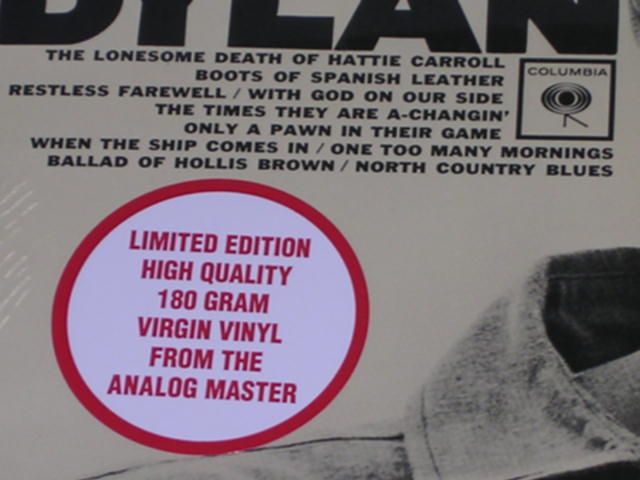 DYLAN
THE LONESOME DEATH OF HATTIE CARROLL
BOOTS OF SPANISH LEATHER
RESTLESS FAREWELL / WITH GOD ON OUR SIDE
THE TIMES THEY ARE A-CHANGIN'
ONLY A PAWN IN THEIR GAME
WHEN THE SHIP COMES IN / ONE TOO MANY MORNINGS
BALLAD OF HOLLIS BROWN / NORTH COUNTRY BLUES
COLUMBIA
LIMITED EDITION
HIGH QUALITY
180 GRAM
VIRGIN VINYL
FROM THE
ANALOG MASTER